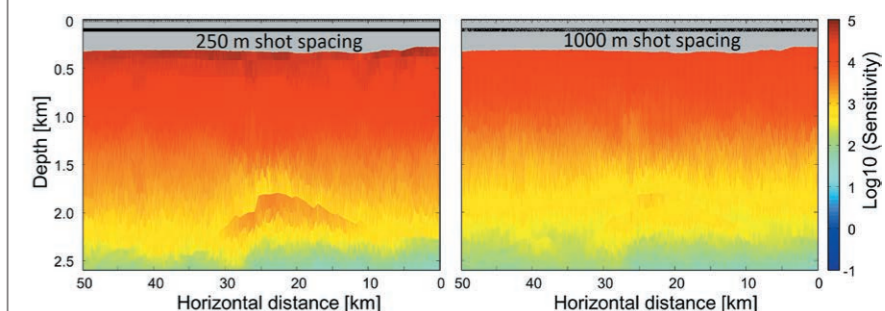 250 m shot spacing
1000 m shot spacing
0
0.5
1.0
1.5
2.0
2.5
Depth [km]
50 40 30 20 10 0
50 40 30 20 10 0
Horizontal distance [km]
Horizontal distance [km]
5
4
3
2
1
0
-1
Log10 (Sensitivity)